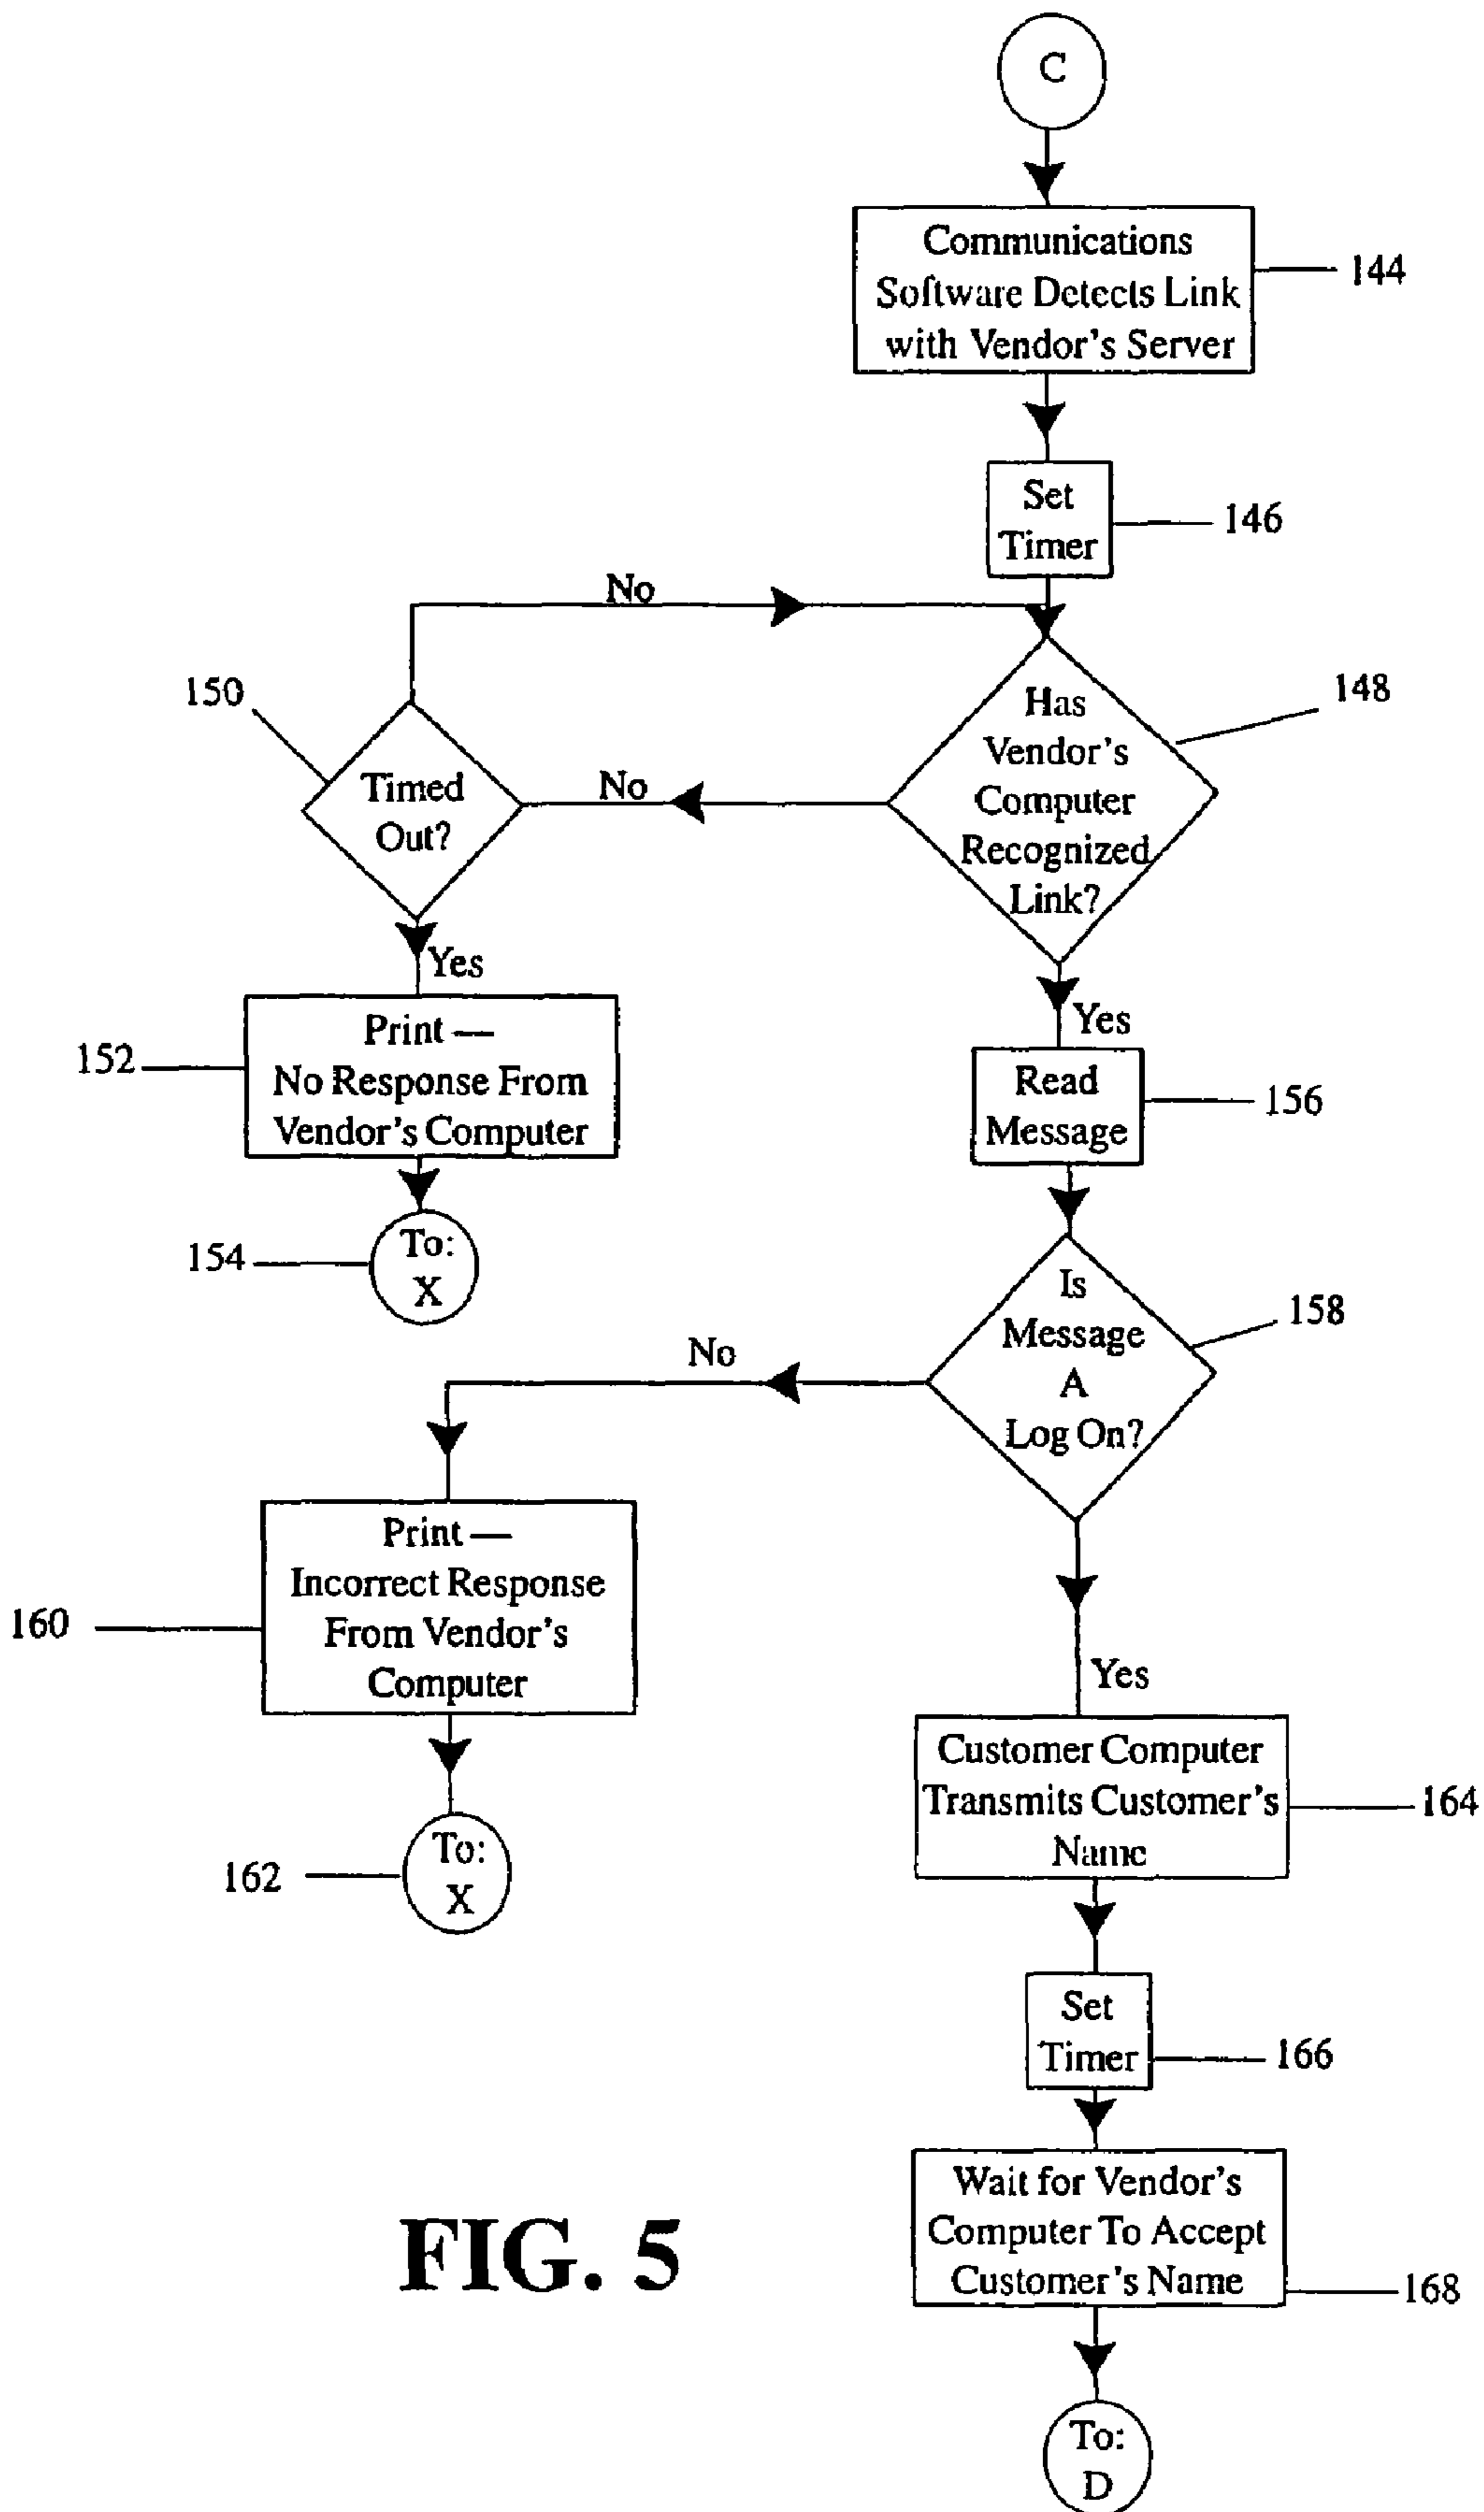 C
Communications
Software Detects Link
with Vendor's Server
144
Set
Timer
146
No
150
Timed
Out?
No
Has
Vendor's
Computer
Recognized
Link?
148
Yes
Yes
152
Print —
No Response From
Vendor's Computer
Read
Message
156
154
To:
X
Is
Message
A
Log On?
158
No
160
Print —
Incorrect Response
From Vendor's
Computer
Yes
Customer Computer
Transmits Customer's
Name
164
162
To:
X
Set
Timer
166
Wait for Vendor's
Computer To Accept
Customer's Name
168
FIG. 5
To:
D